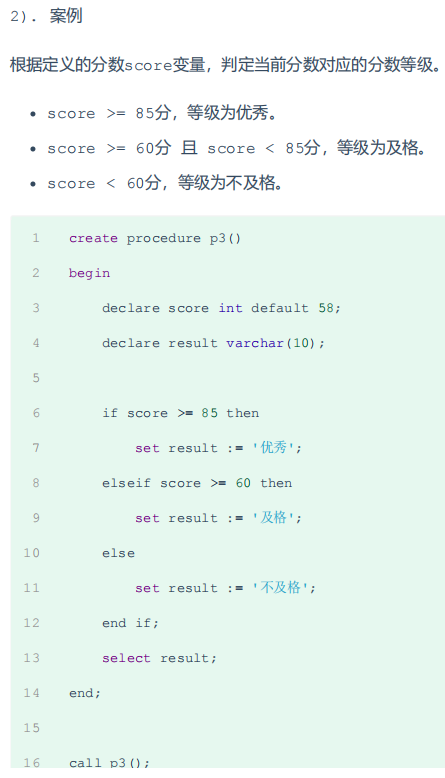 2). 案例
根据定义的分数score变量，判定当前分数对应的分数等级。
• score >= 85分，等级为优秀。
• score >= 60分 且 score < 85分，等级为及格。
• score < 60分，等级为不及格。
1 create procedure p3()
2 begin
3 declare score int default 58;
4 declare result varchar(10);
5
6 if score >= 85 then
7 set result := '优秀';
8 elseif score >= 60 then
9 set result := '及格';
10 else
11 set result := '不及格';
12 end if;
13 select result;
14 end;
15
16 call p3();